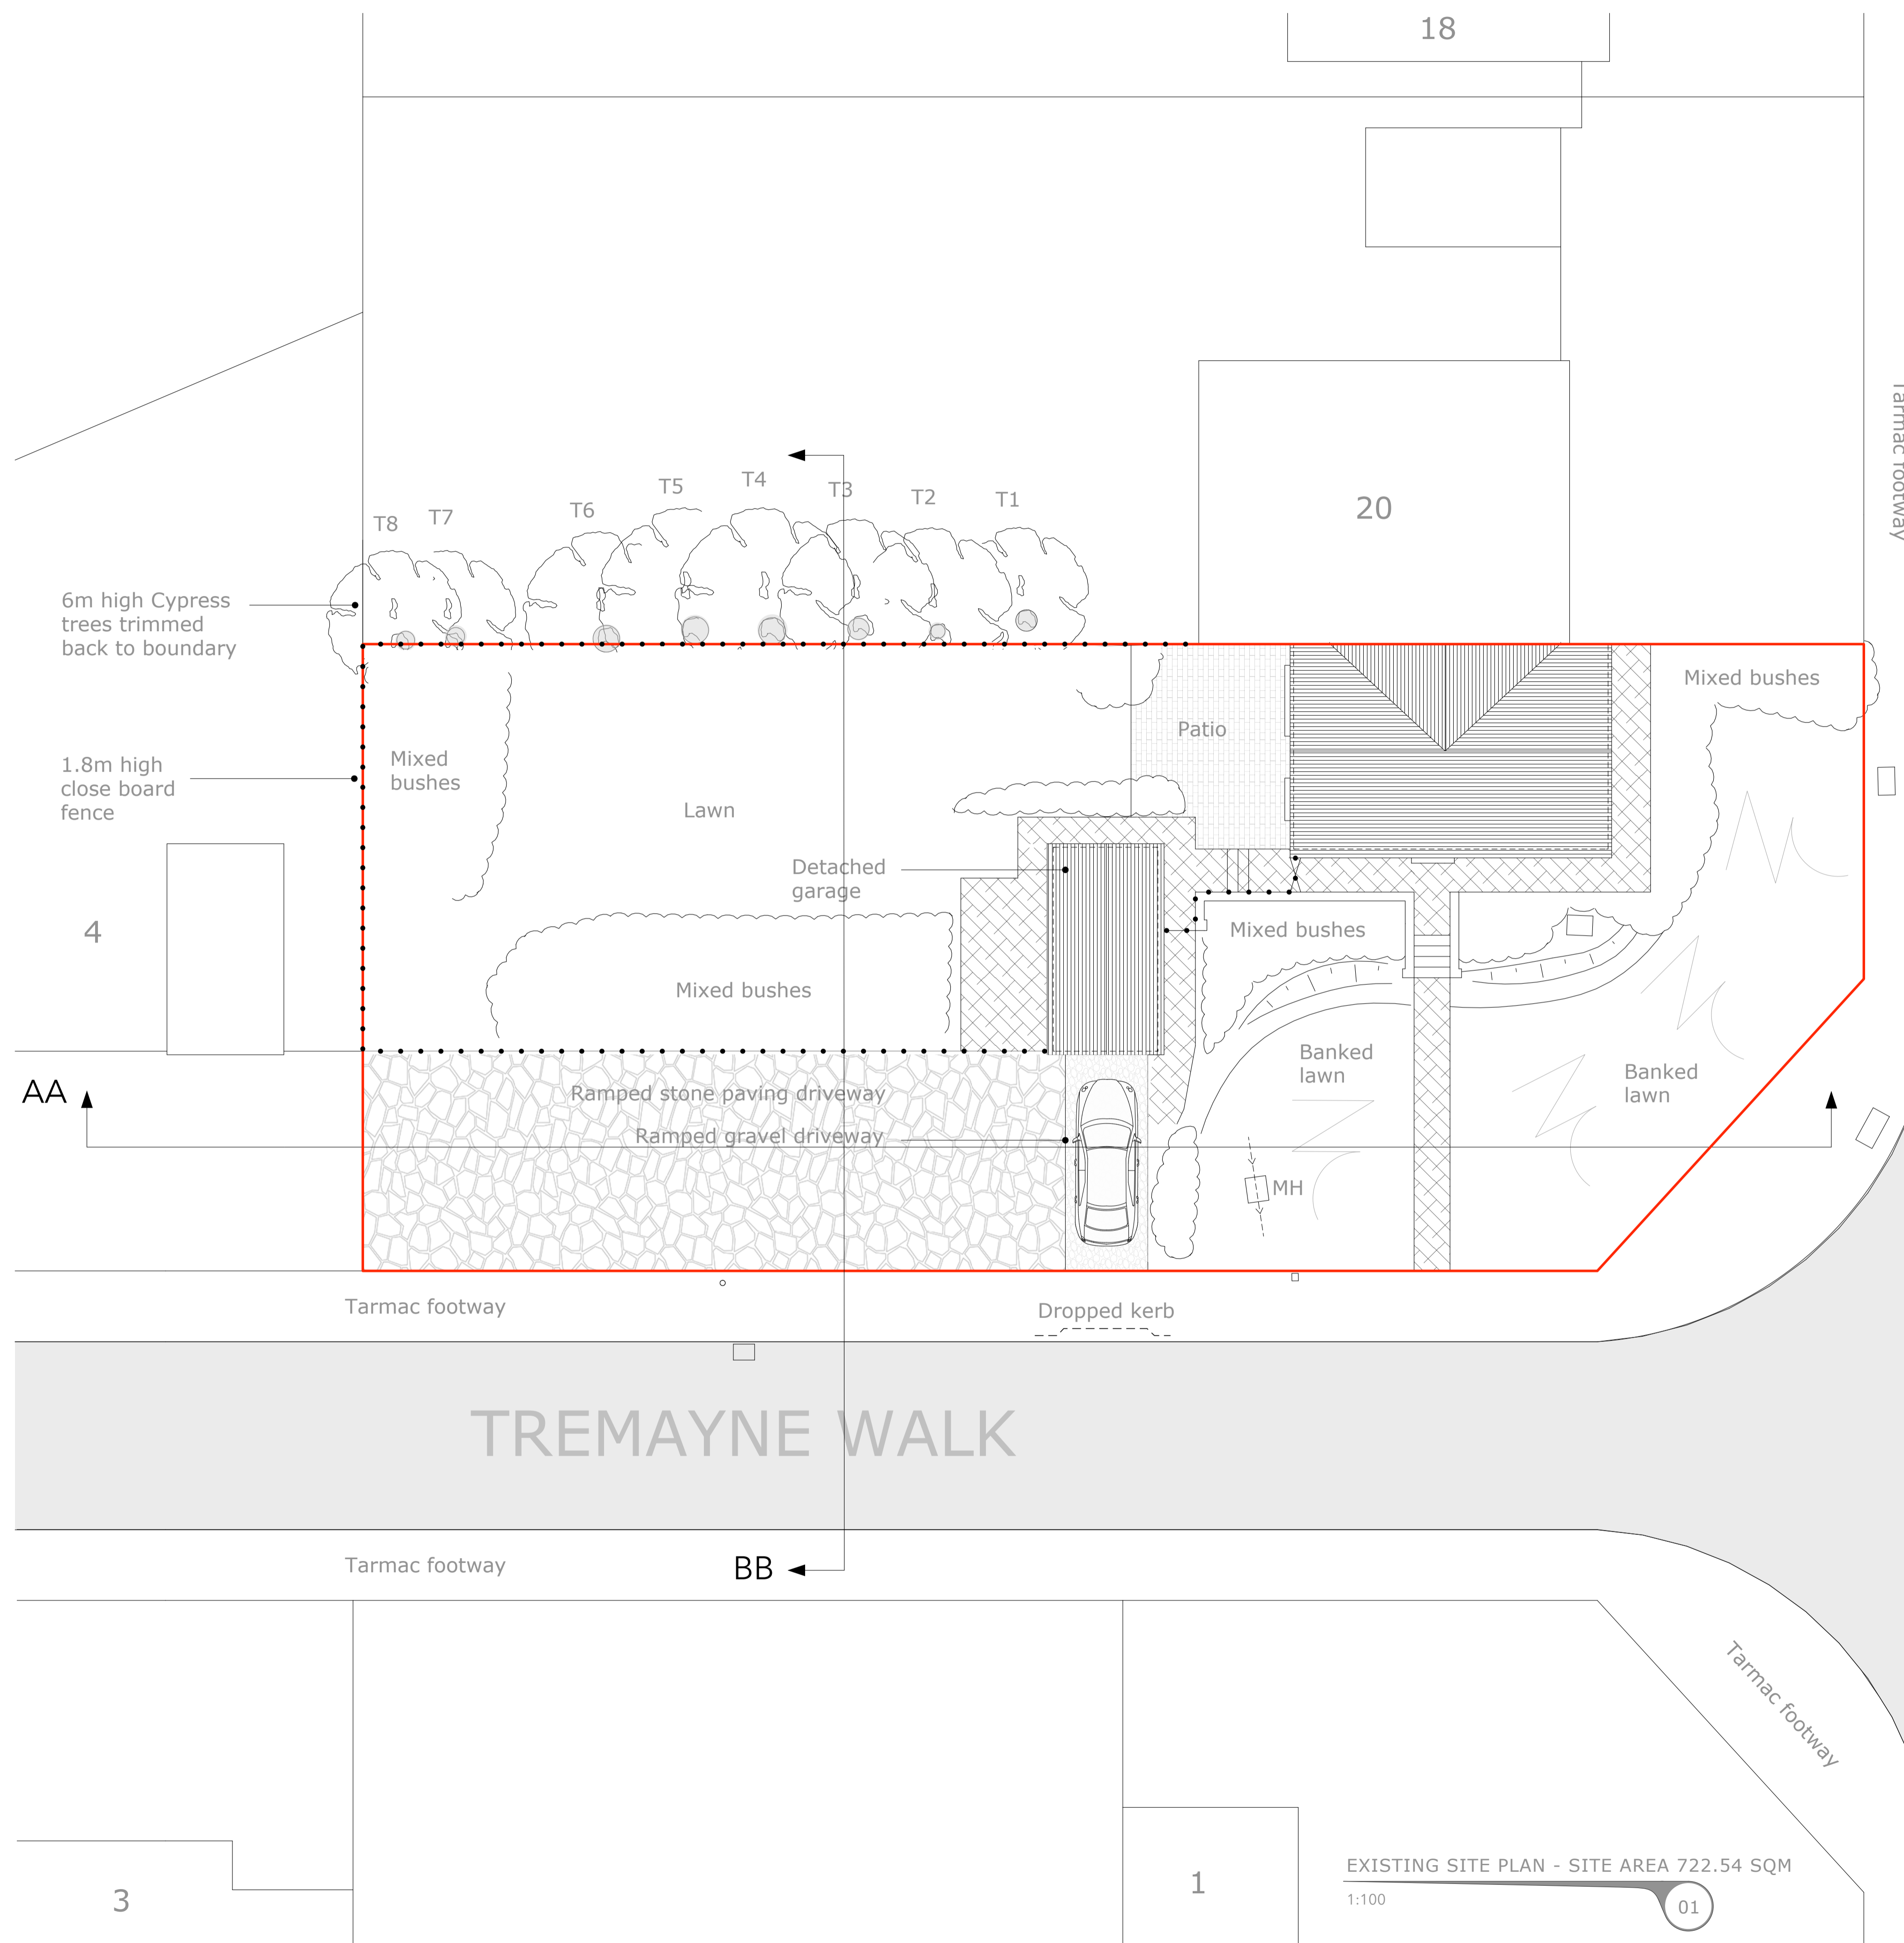 18
Tarmac footway
T8
T7
T6
T5
T4
T3
T2
T1
20
6m high Cypress
trees trimmed
back to boundary
Mixed bushes
Patio
1.8m high
close board
fence
Mixed
bushes
Lawn
Detached
garage
4
Mixed bushes
Mixed bushes
Banked
lawn
Banked
lawn
AA
Ramped stone paving driveway
Ramped gravel driveway
MH
Tarmac footway
Dropped kerb
TREMAYNE WALK
Tarmac footway
BB
Tarmac footway
3
1
EXISTING SITE PLAN - SITE AREA 722.54 SQM
1:100
01